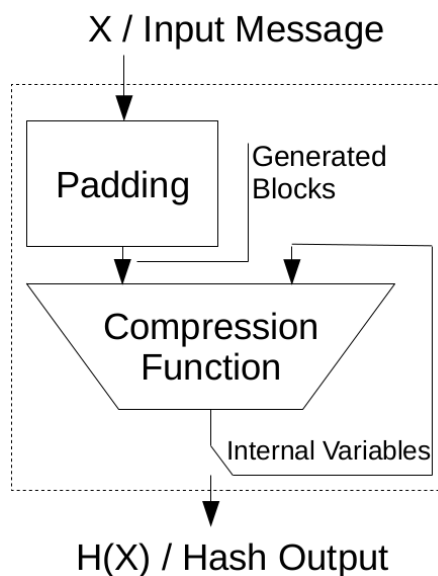 X / Input Message
Padding
Generated
Blocks
Compression
Function
Internal Variables
H(X) / Hash Output